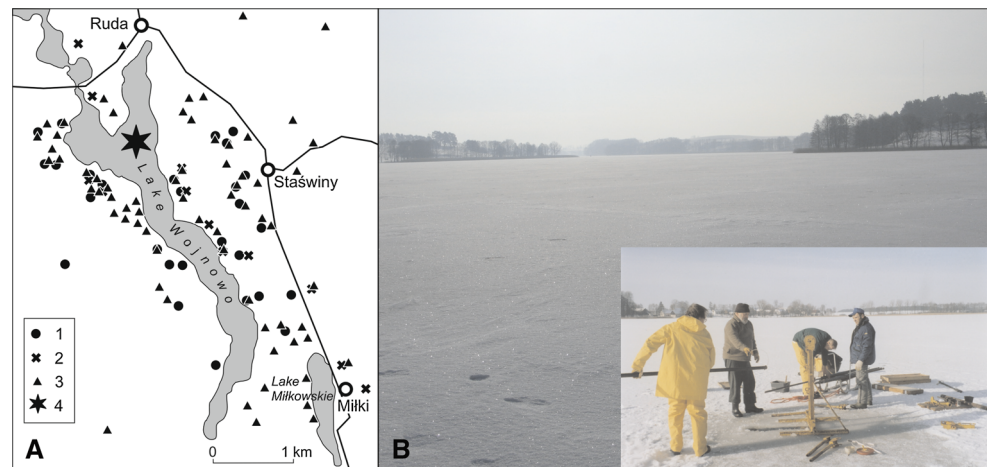 Ruda
Staświny
Lake Wojnowo
1
2
3
4
Lake
Miłkowskie
Miłki
A
0 1 km
B